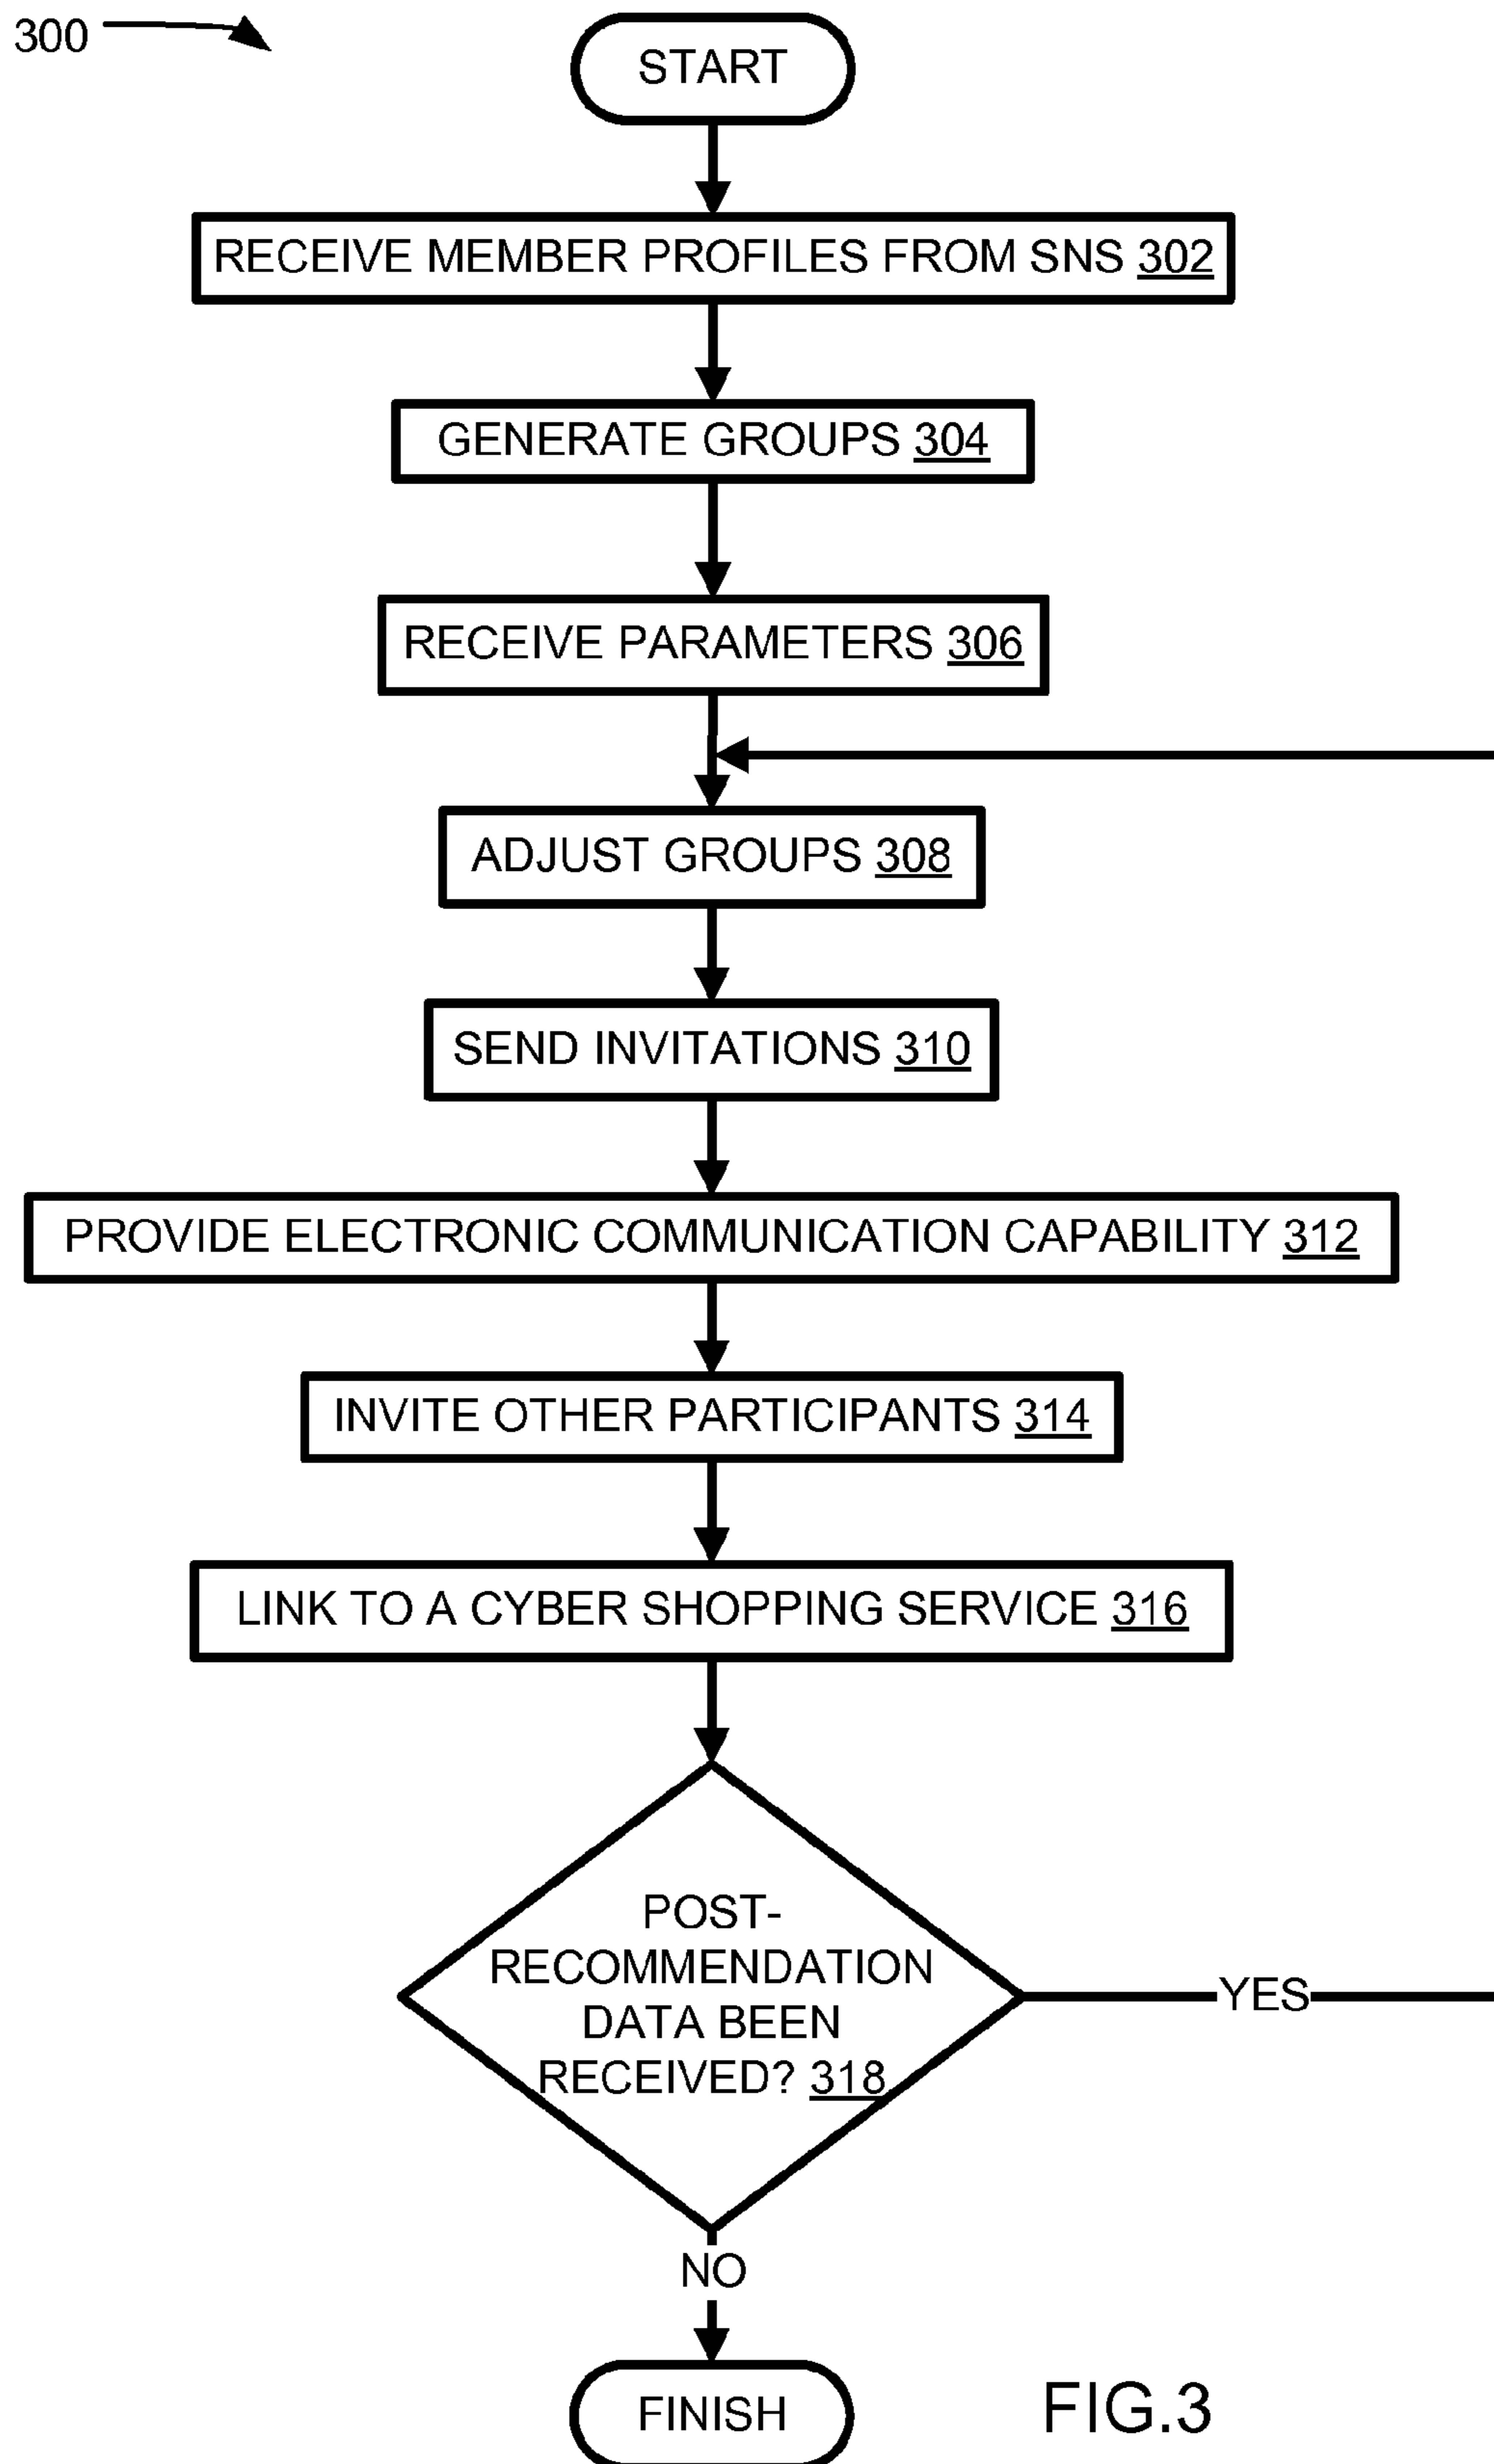 300
START
RECEIVE MEMBER PROFILES FROM SNS 302
GENERATE GROUPS 304
RECEIVE PARAMETERS 306
ADJUST GROUPS 308
SEND INVITATIONS 310
PROVIDE ELECTRONIC COMMUNICATION CAPABILITY 312
INVITE OTHER PARTICIPANTS 314
LINK TO A CYBER SHOPPING SERVICE 316
POST-
RECOMMENDATION
DATA BEEN
RECEIVED? 318
YES
NO
FINISH
FIG.3